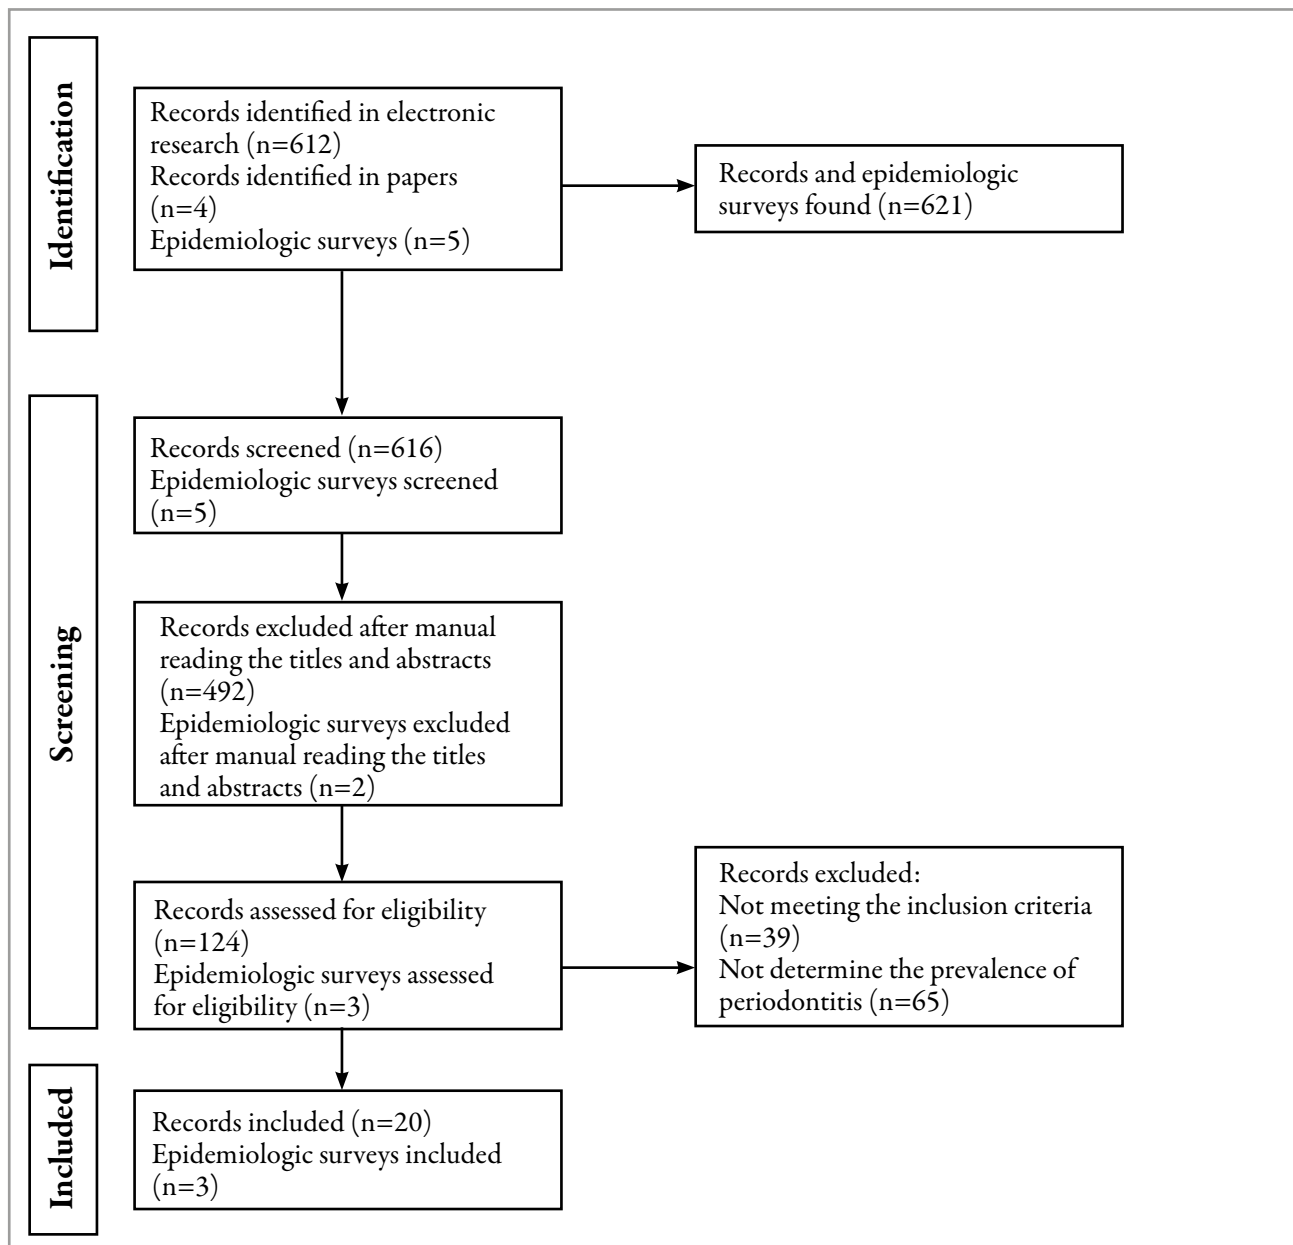 Identification
Records identified in electronic
research (n=612)
Records identified in papers
(n=4)
Epidemiologic surveys (n=5)
Records and epidemiologic
surveys found (n=621)
Screening
Records screened (n=616)
Epidemiologic surveys screened
(n=5)
Records excluded after manual
reading the titles and abstracts
(n=492)
Epidemiologic surveys excluded
after manual reading the titles
and abstracts (n=2)
Records assessed for eligibility
(n=124)
Epidemiologic surveys assessed
for eligibility (n=3)
Records excluded:
Not meeting the inclusion criteria
(n=39)
Not determine the prevalence of
periodontitis (n=65)
Included
Records included (n=20)
Epidemiologic surveys included
(n=3)